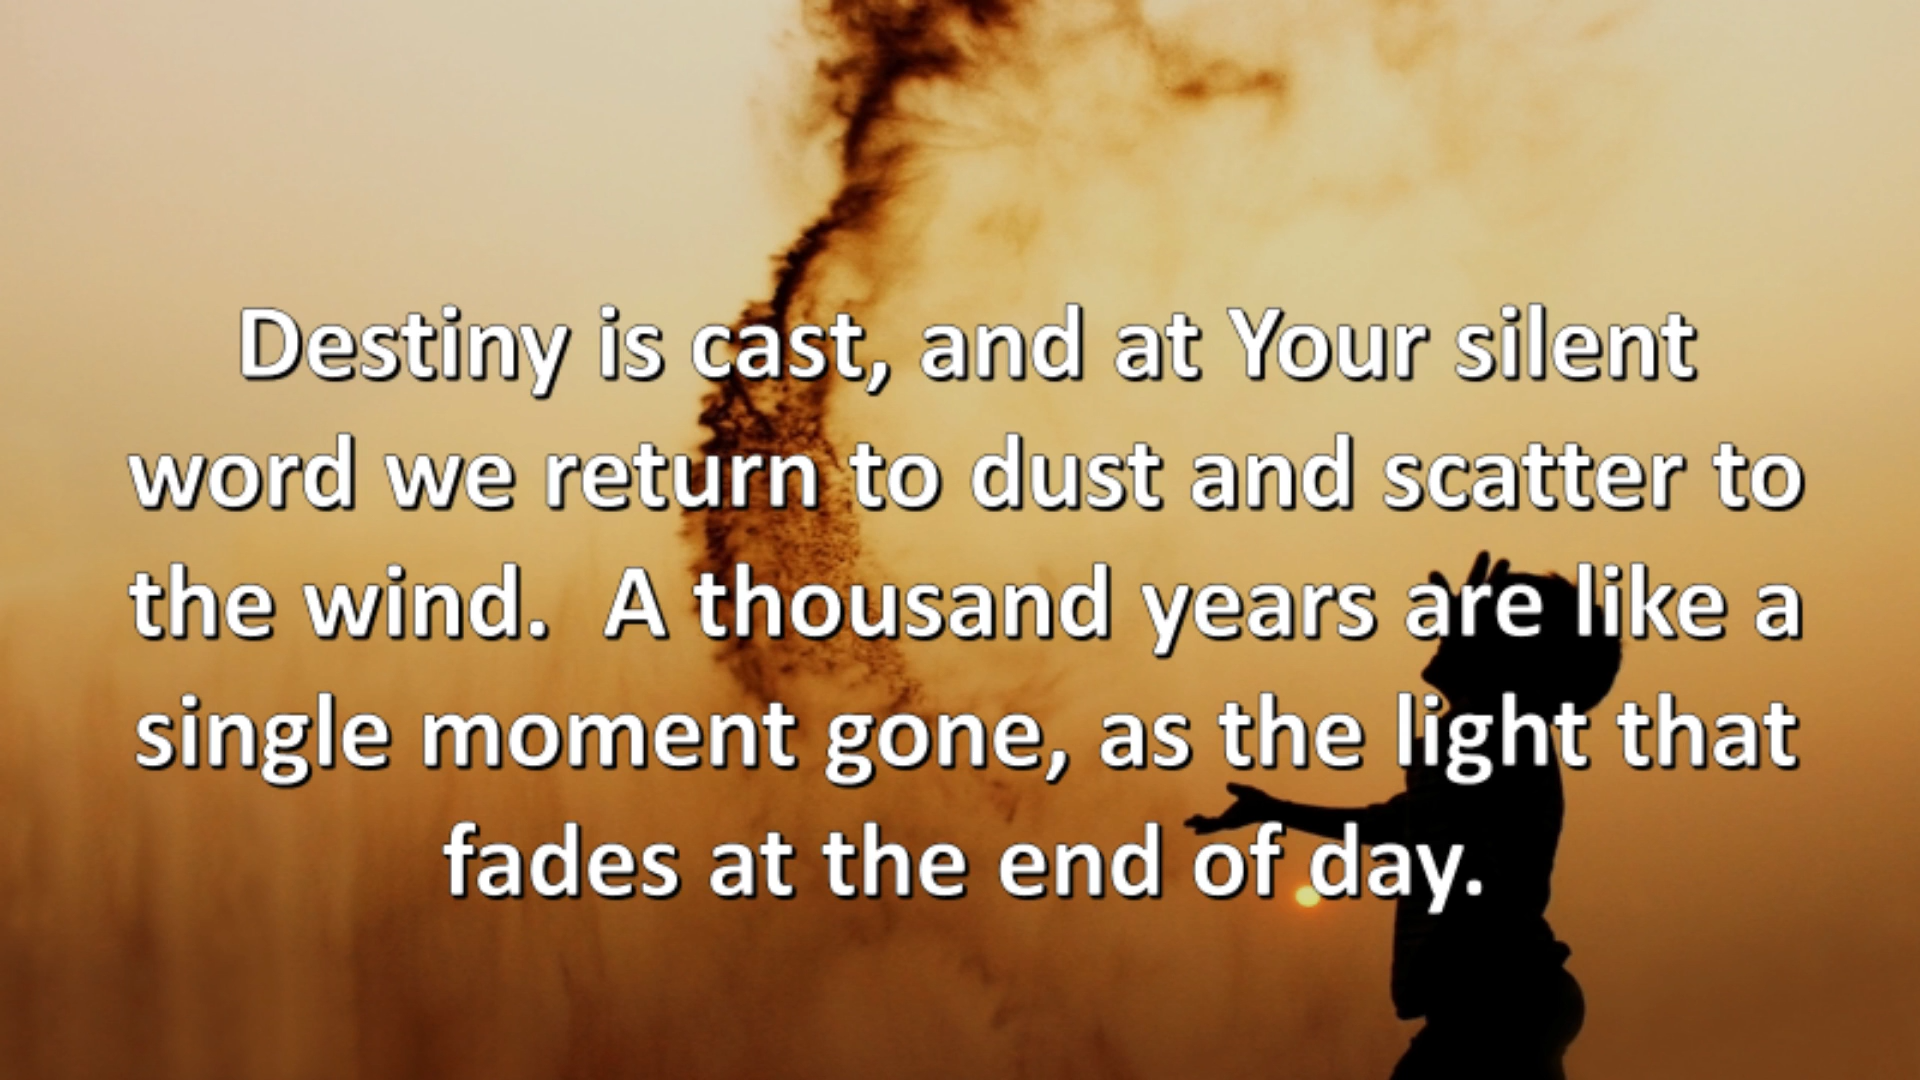 Destiny is cast, and at Your silent
word we return to dust and scatter to
the wind.  A thousand years are like a
single moment gone, as the light that
fades at the end of day.